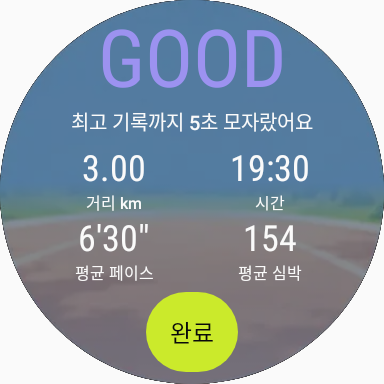 GOOD
최고 기록까지 5초 모자랐어요
3.00 19:30
거리 km 시간
6'30" 154
평균 페이스 평균 심박
완료